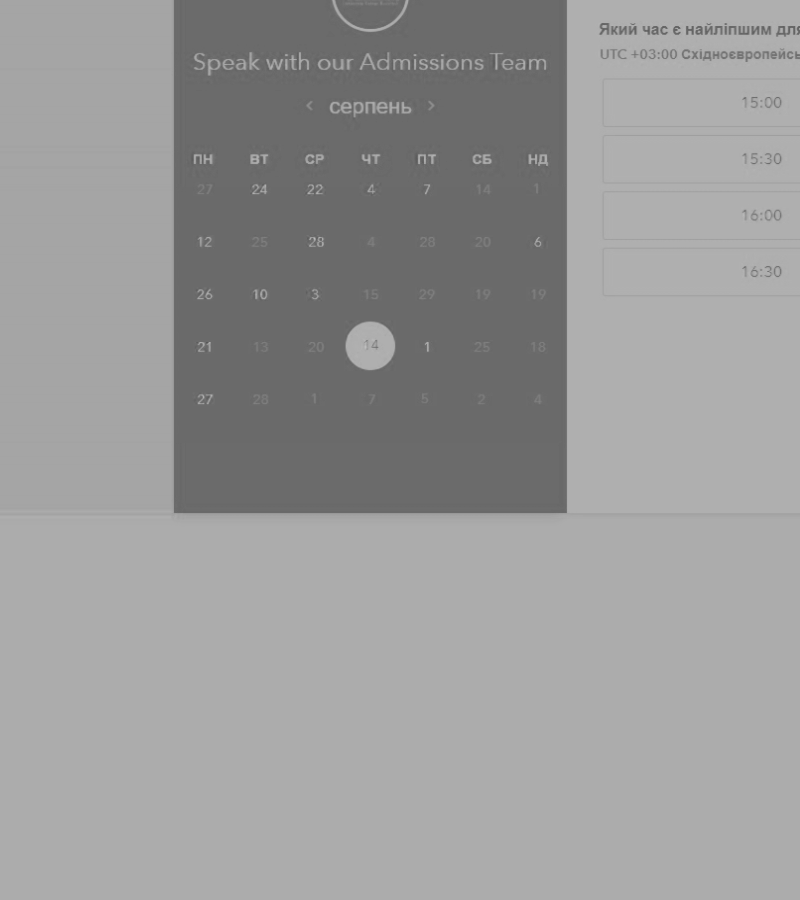 Speak with our Admissions Team
< серпень >
ПН ВТ СР ЧТ ПТ СБ НД
27 24 22 4 7 14 1
12 25 28 4 28 20 6
26 10 3 15 29 19 19
21 13 20 14 1 25 18
27 28 1 7 5 2 4
Який час є найліпшим для
UTC +03:00 Східноєвропейсь
15:00
15:30
16:00
16:30